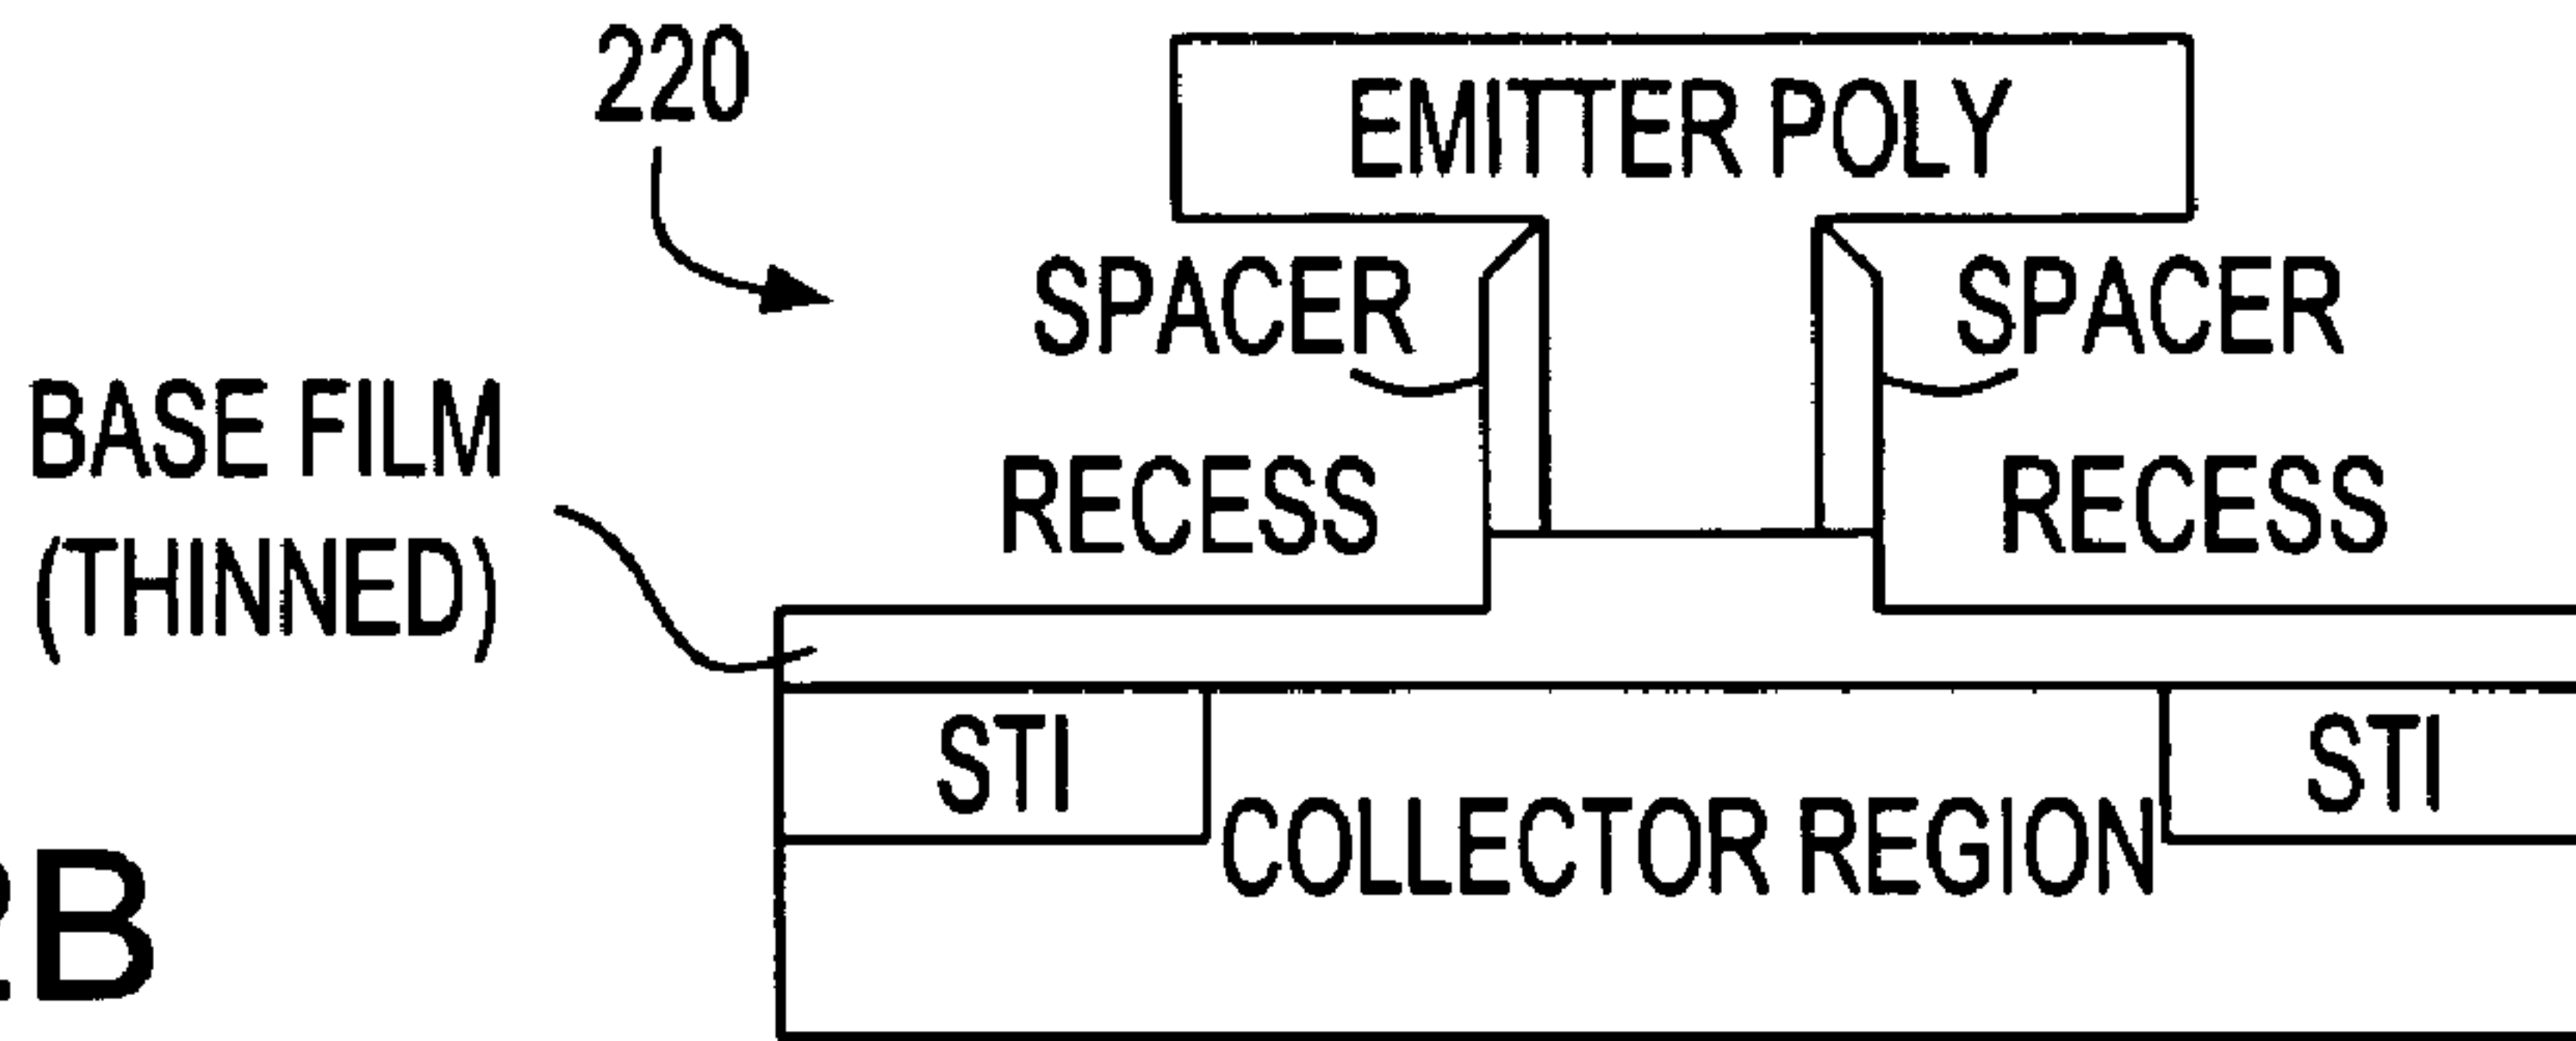 220
EMITTER POLY
SPACER
SPACER
BASE FILM
(THINNED)
RECESS
RECESS
STI
STI
COLLECTOR REGION
2B